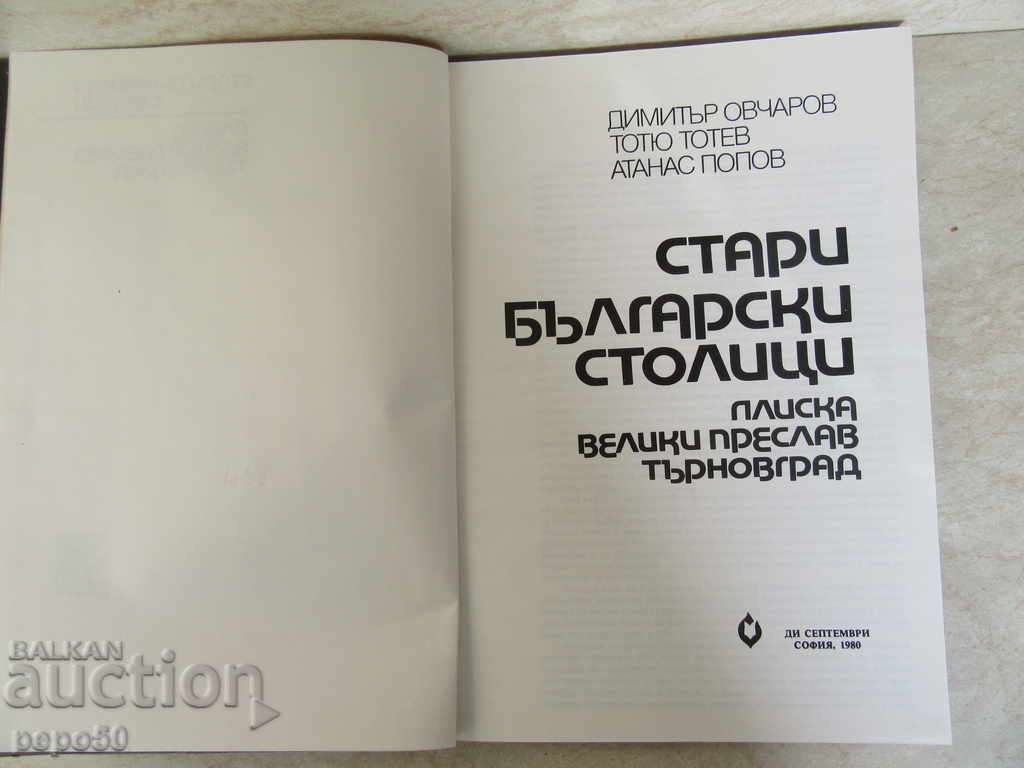 ДИМИТЪР ОВЧАРОВ
ТОТЮ ТОТЕВ
АТАНАС ПОПОВ
СТАРИ
БЪЛГАРСКИ
СТОЛИЦИ
ПЛИСКА
ВЕЛИКИ ПРЕСЛАВ
ТЪРНОВГРАД
ДИ СЕПТЕМВРИ
СОФИЯ, 1980
BALKAN
auction
pepo50